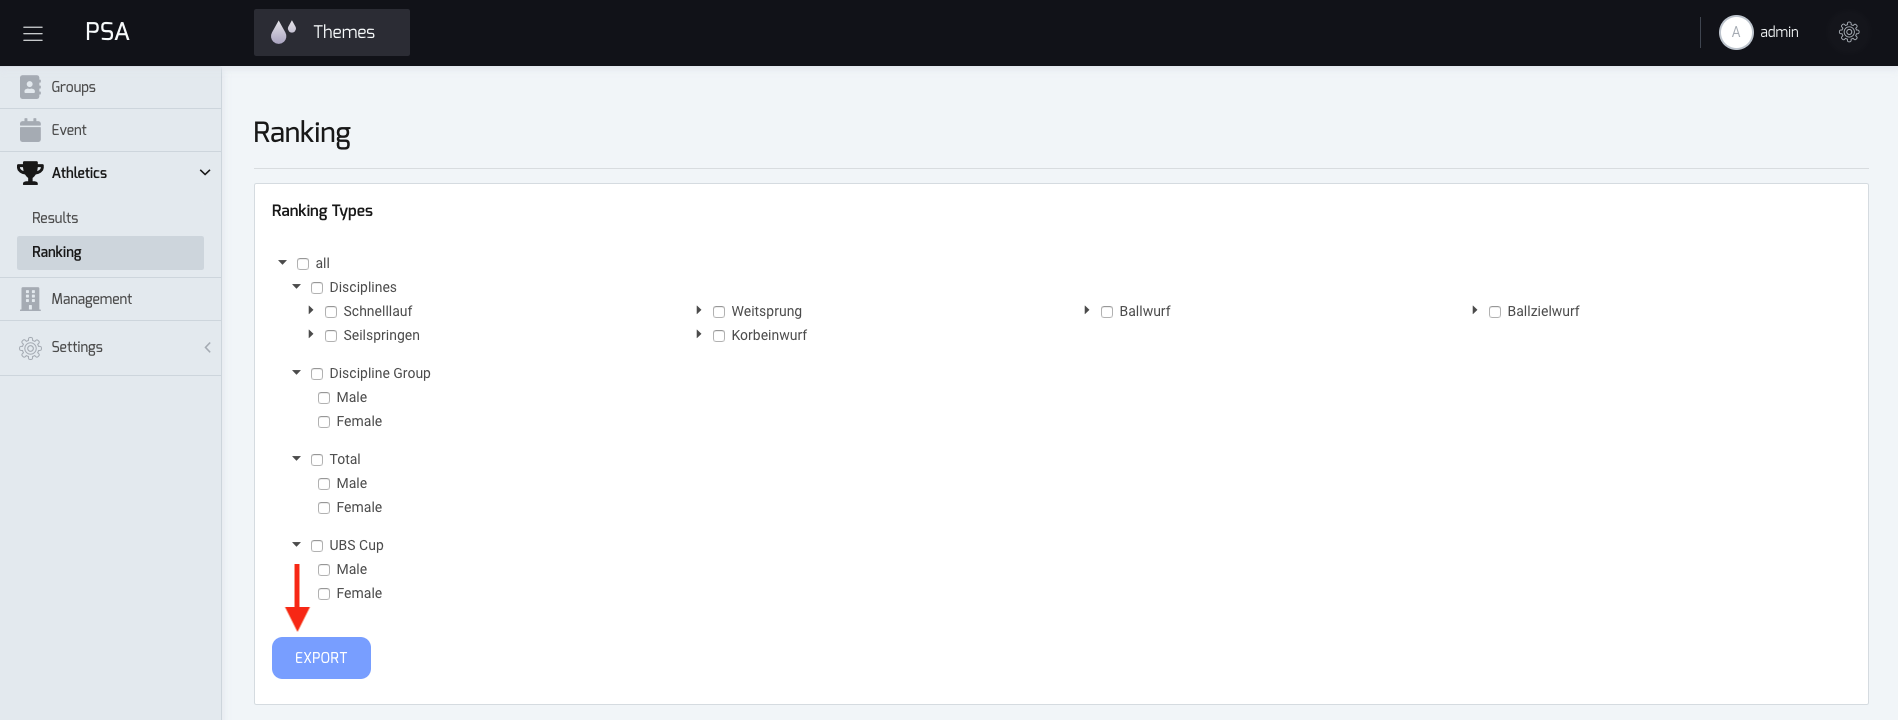 PSA
Themes
A admin
Groups
Event
Athletics
Results
Ranking
Management
Settings
Ranking
Ranking Types
all
Disciplines
Schnelllauf Weitsprung Ballwurf Ballzielwurf
Seilspringen Korbeinwurf
Discipline Group
Male
Female
Total
Male
Female
UBS Cup
Male
Female
EXPORT